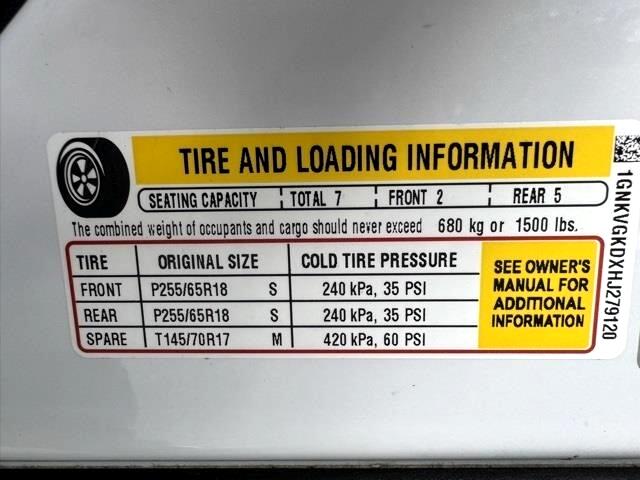 TIRE AND LOADING INFORMATION
SEATING CAPACITY TOTAL 7 FRONT 2 REAR 5
The combined weight of occupants and cargo should never exceed 680 kg or 1500 lbs.
TIRE ORIGINAL SIZE COLD TIRE PRESSURE
FRONT P255/65R18 S 240 kPa, 35 PSI
REAR P255/65R18 S 240 kPa, 35 PSI
SPARE T145/70R17 M 420 kPa, 60 PSI
SEE OWNER'S
MANUAL FOR
ADDITIONAL
INFORMATION
1GNKVGKDXHJ279120